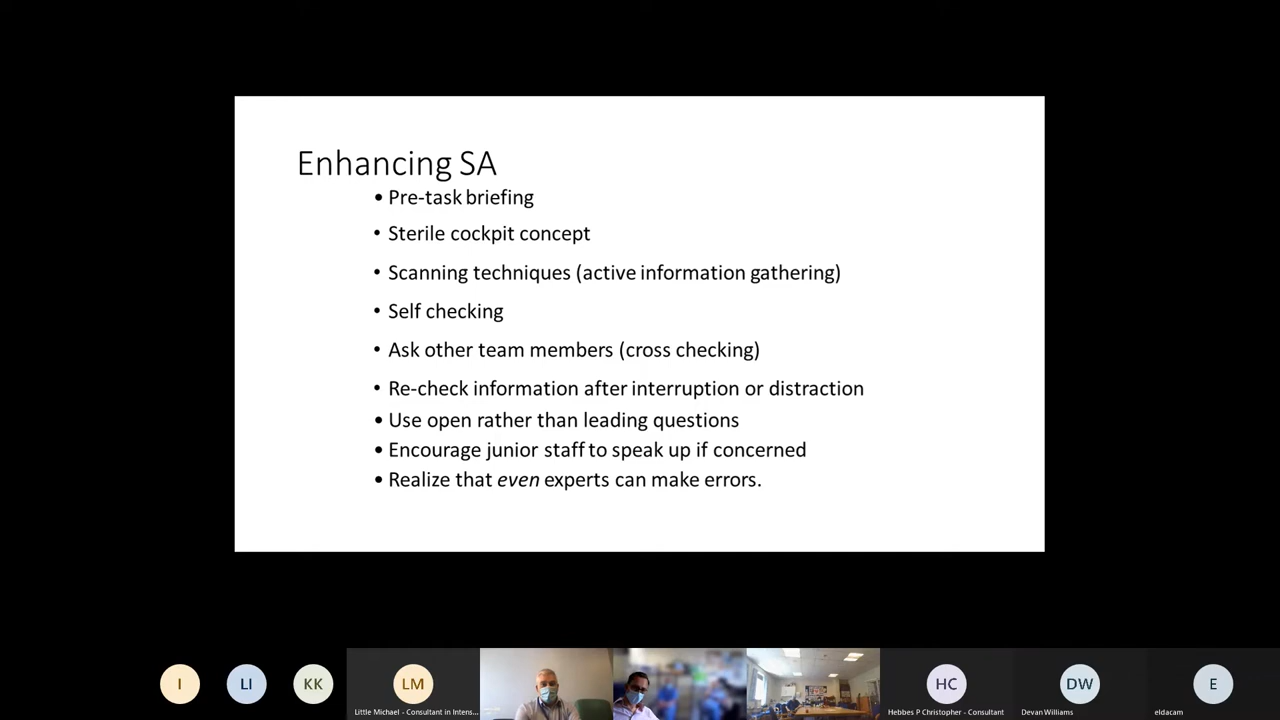 Enhancing SA
• Pre-task briefing
• Sterile cockpit concept
• Scanning techniques (active information gathering)
• Self checking
• Ask other team members (cross checking)
• Re-check information after interruption or distraction
• Use open rather than leading questions
• Encourage junior staff to speak up if concerned
• Realize that even experts can make errors.
I
LI
KK
LM
HC
DW
E
Little Michael - Consultant in Intens...
Hebbes P Christopher - Consultant
Devan Williams
eldacam